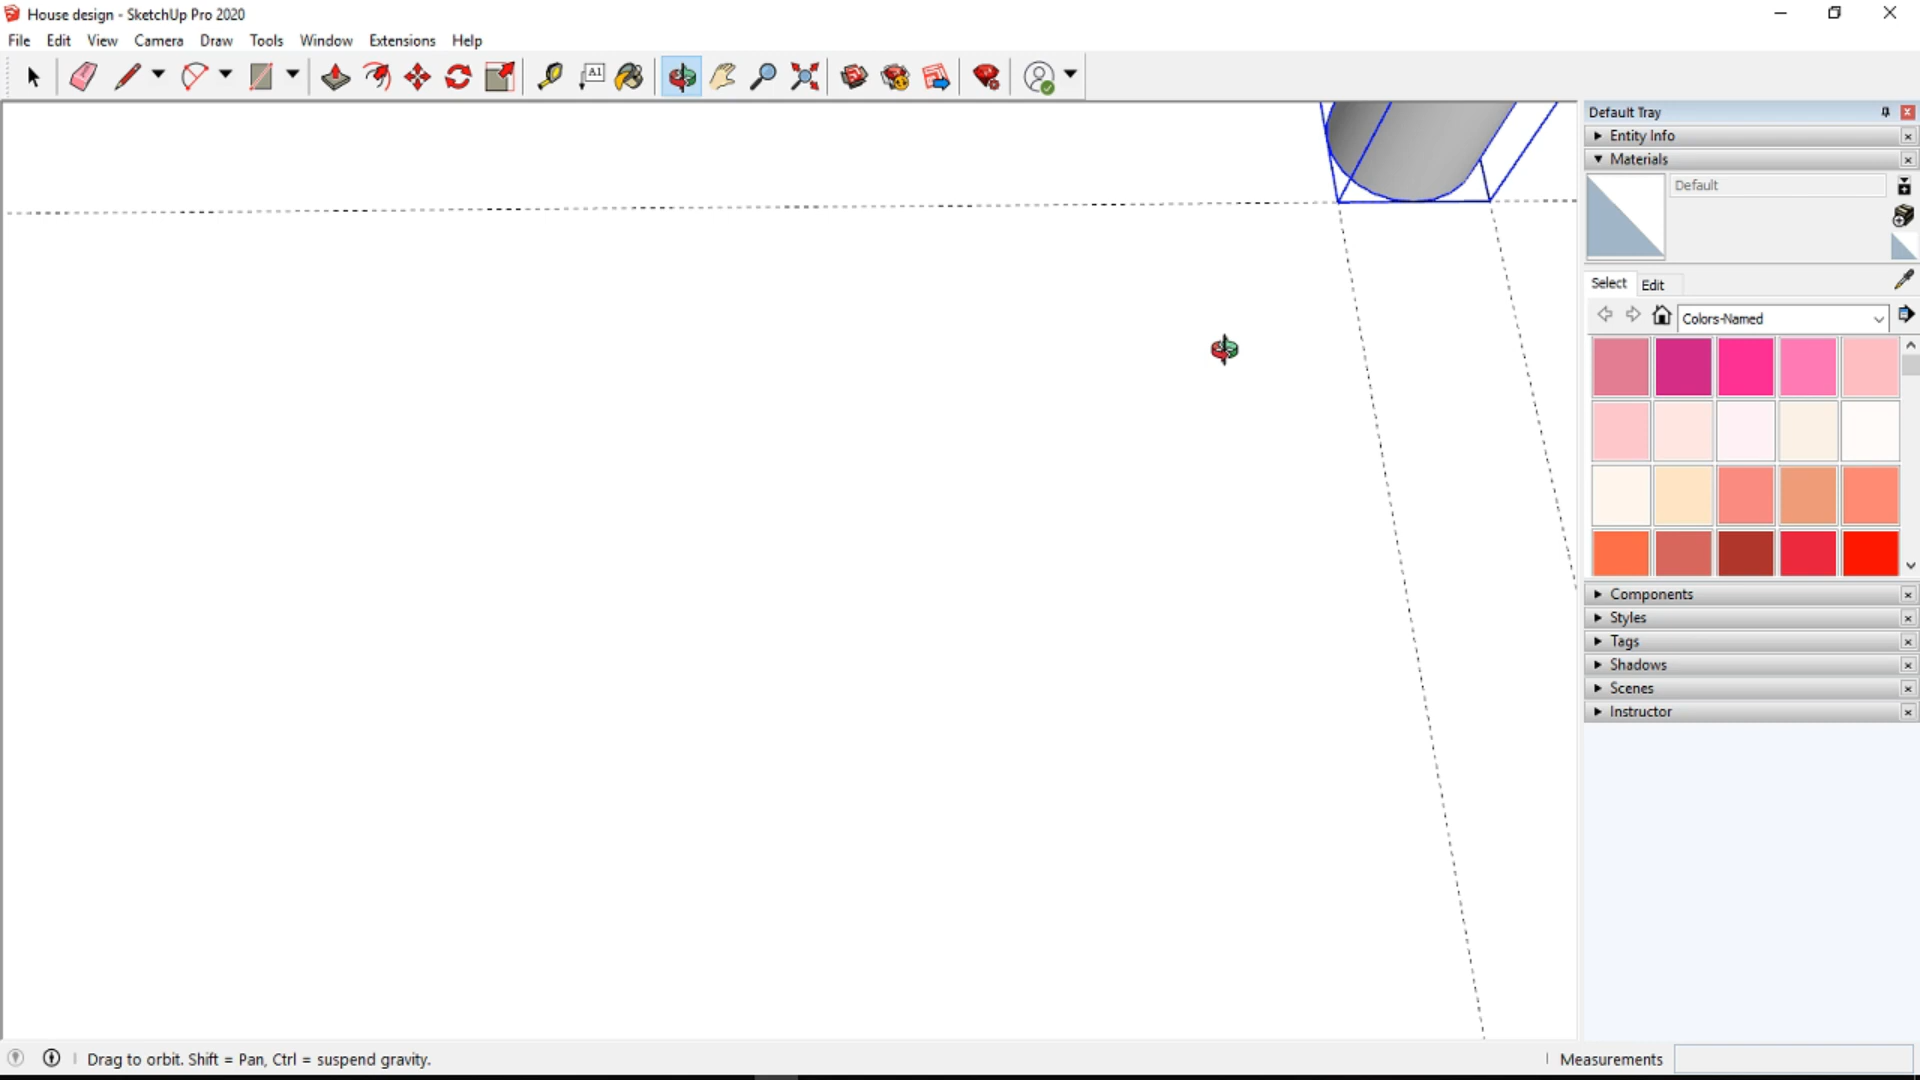 House design - SketchUp Pro 2020
File Edit View Camera Draw Tools Window Extensions Help
A1
Default Tray
Entity Info
Materials
Default
Select Edit
Colors-Named
Components
Styles
Tags
Shadows
Scenes
Instructor
Drag to orbit. Shift = Pan, Ctrl = suspend gravity.
Measurements